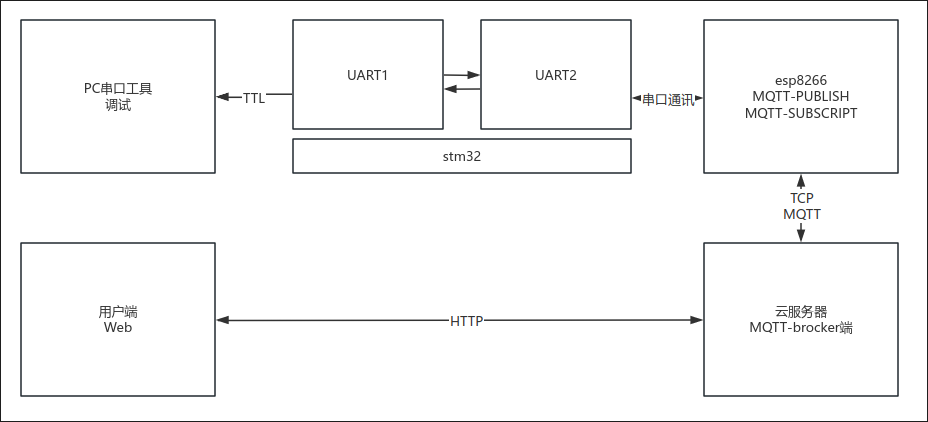 PC串口工具
调试
TTL
UART1
UART2
串口通讯
esp8266
MQTT-PUBLISH
MQTT-SUBSCRIPT
stm32
TCP
MQTT
用户端
Web
HTTP
云服务器
MQTT-brocker端